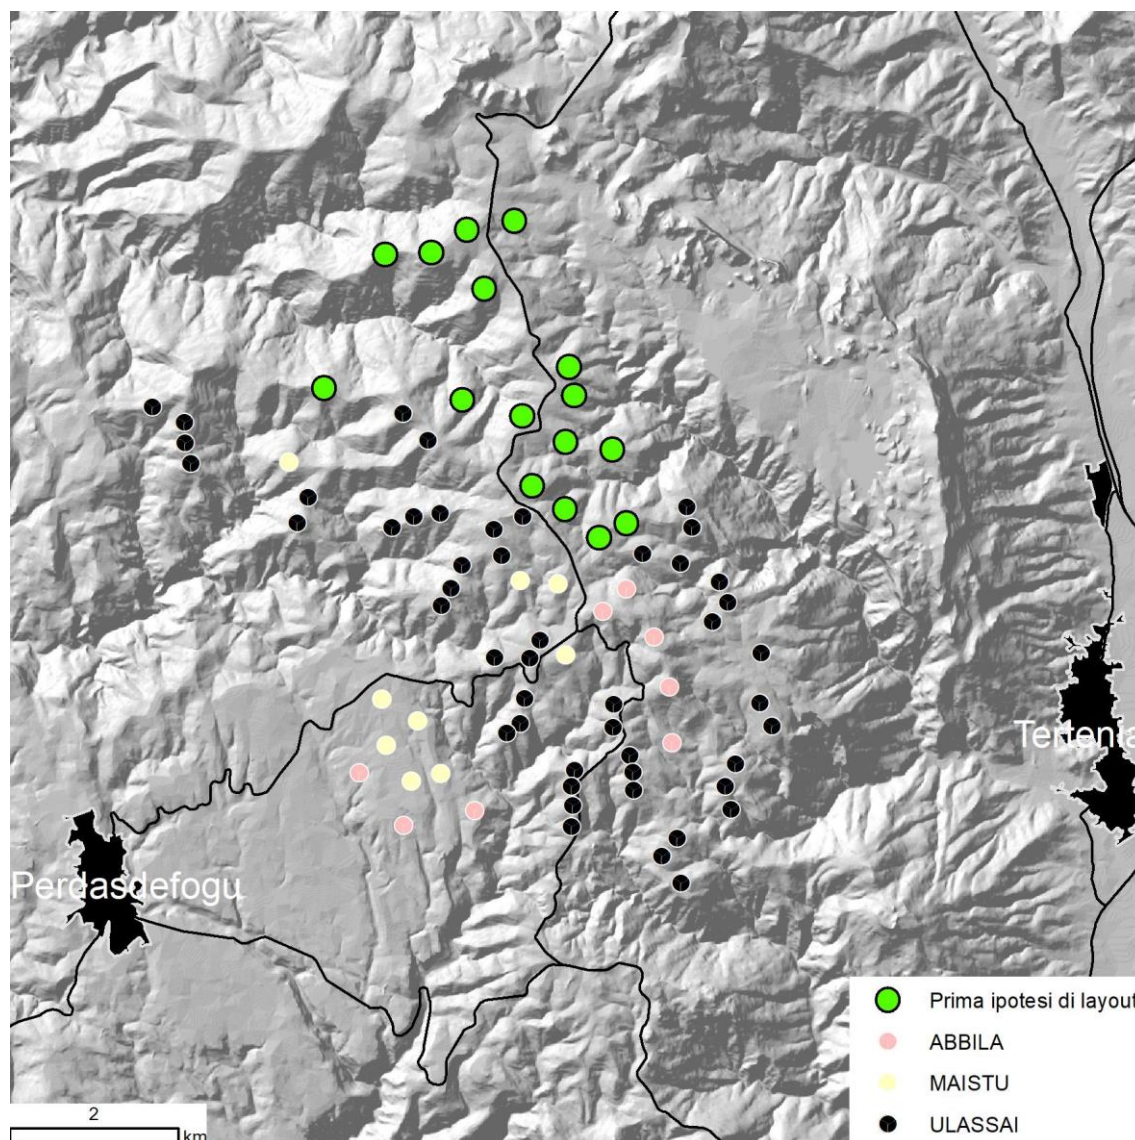 Tertenia
Perdasdefogu
Prima ipotesi di layout
ABBILA
MAISTU
ULASSAI
2
km